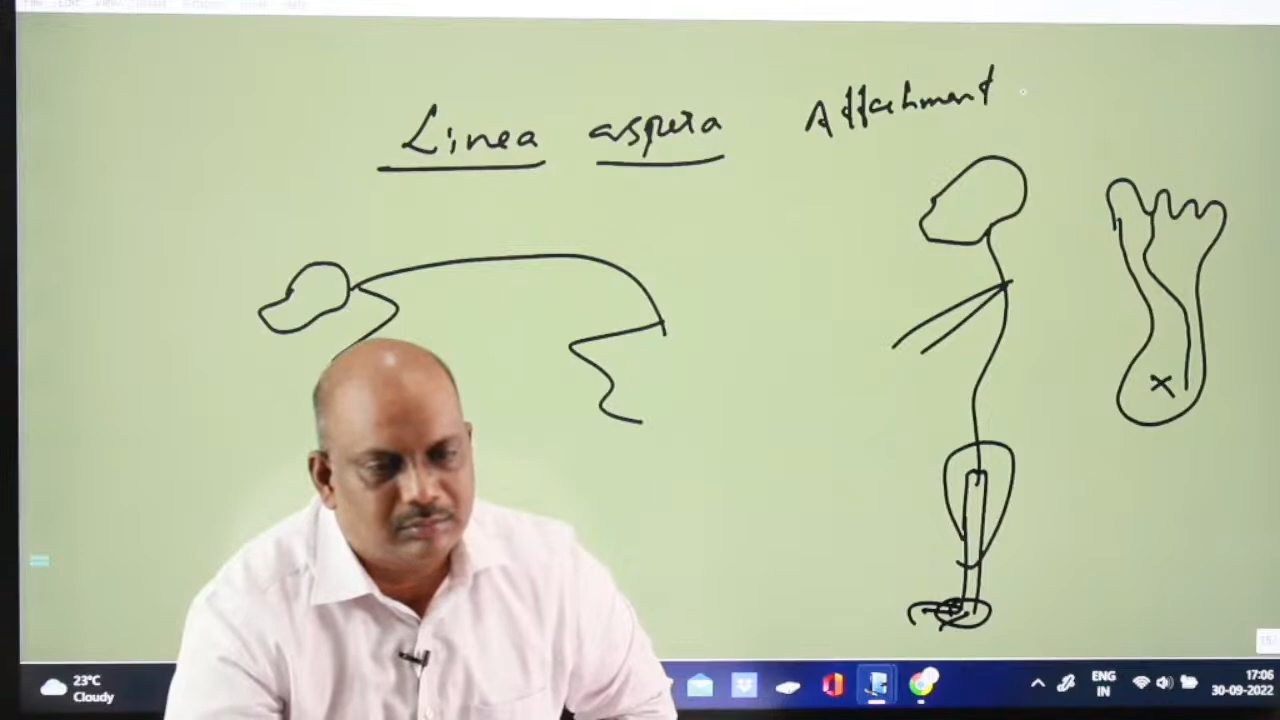 Linea aspera Attachment
23°C
Cloudy
ENG
IN
17:06
30-09-2022